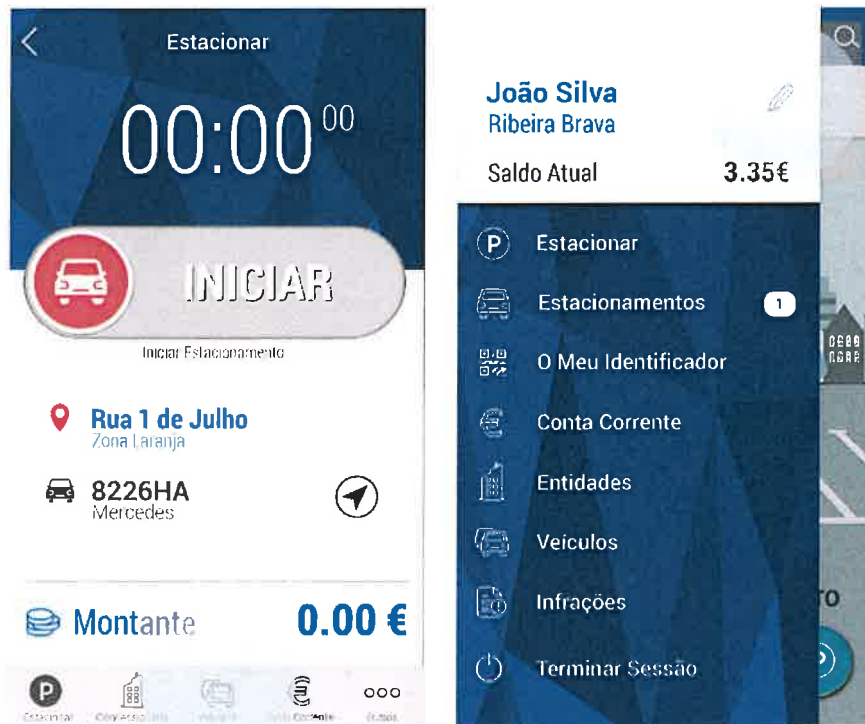 Estacionar
00:00 00
INICIAR
Iniciar Estacionamento
Rua 1 de Julho
Zona Laranja
8226HA
Mercedes
Montante 0.00 €
P
Estacionar
João Silva
Ribeira Brava
Saldo Atual 3.35€
P Estacionar
Estacionamentos 1
O Meu Identificador
Conta Corrente
Entidades
Veículos
Infrações
Terminar Sessão